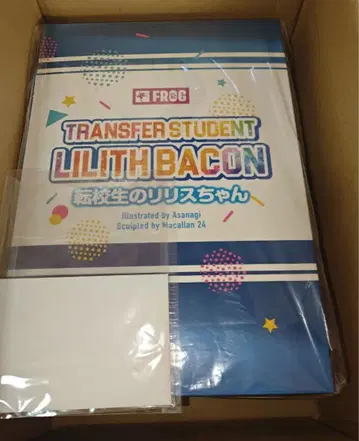 FROG
TRANSFER STUDENT
LILITH BACON
転校生のリリスちゃん
Illustrated by Asanagi
Sculpted by Macallan 24